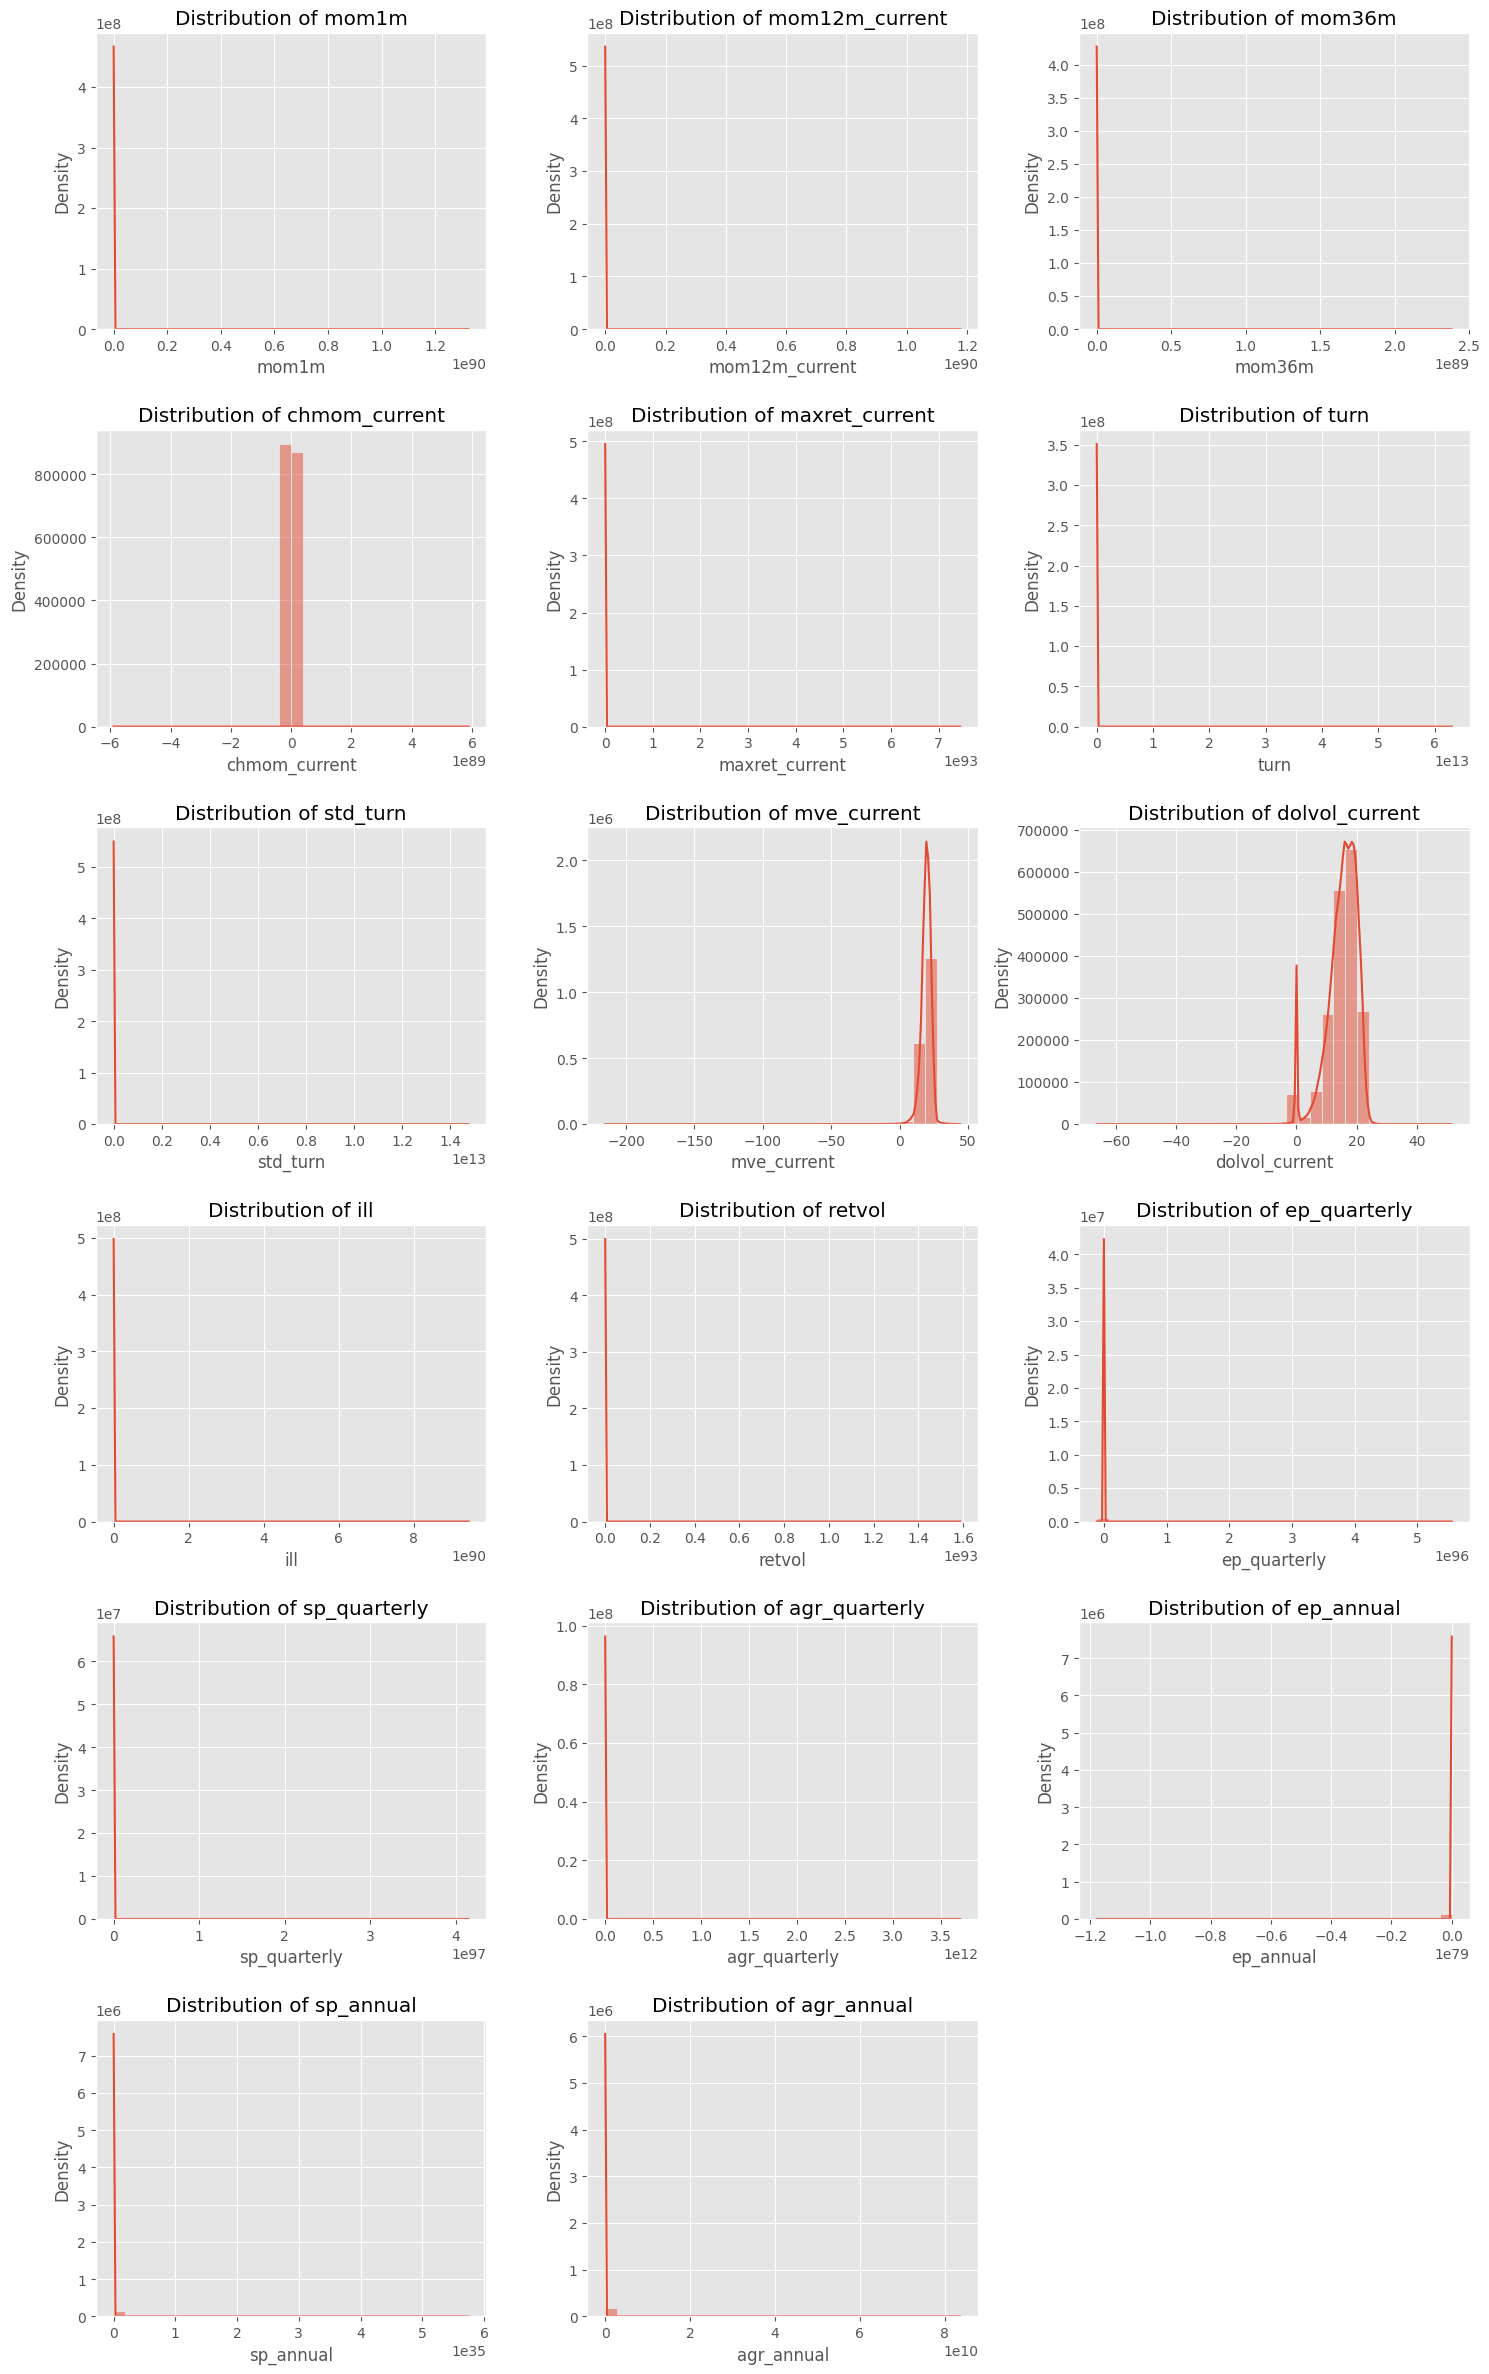 Distribution of mom1m
1e8
Density
4
3
2
1
0
0.0 0.2 0.4 0.6 0.8 1.0 1.2
1e90
mom1m
Distribution of mom12m_current
1e8
Density
5
4
3
2
1
0
0.0 0.2 0.4 0.6 0.8 1.0 1.2
1e90
mom12m_current
Distribution of mom36m
1e8
Density
4.0
3.5
3.0
2.5
2.0
1.5
1.0
0.5
0.0
0.0 0.5 1.0 1.5 2.0 2.5
1e89
mom36m
Distribution of chmom_current
Density
800000
600000
400000
200000
0
−6 −4 −2 0 2 4 6
1e89
chmom_current
Distribution of maxret_current
1e8
Density
5
4
3
2
1
0
0 1 2 3 4 5 6 7
1e93
maxret_current
Distribution of turn
1e8
Density
3.5
3.0
2.5
2.0
1.5
1.0
0.5
0.0
0 1 2 3 4 5 6
1e13
turn
Distribution of std_turn
1e8
Density
5
4
3
2
1
0
0.0 0.2 0.4 0.6 0.8 1.0 1.2 1.4
1e13
std_turn
Distribution of mve_current
1e6
Density
2.0
1.5
1.0
0.5
0.0
−200 −150 −100 −50 0 50
mve_current
Distribution of dolvol_current
Density
700000
600000
500000
400000
300000
200000
100000
0
−60 −40 −20 0 20 40
dolvol_current
Distribution of ill
1e8
Density
5
4
3
2
1
0
0 2 4 6 8
1e90
ill
Distribution of retvol
1e8
Density
5
4
3
2
1
0
0.0 0.2 0.4 0.6 0.8 1.0 1.2 1.4 1.6
1e93
retvol
Distribution of ep_quarterly
1e7
Density
4.0
3.5
3.0
2.5
2.0
1.5
1.0
0.5
0.0
0 1 2 3 4 5
1e96
ep_quarterly
Distribution of sp_quarterly
1e7
Density
6
5
4
3
2
1
0
0 1 2 3 4
1e97
sp_quarterly
Distribution of agr_quarterly
1e8
Density
1.0
0.8
0.6
0.4
0.2
0.0
0.0 0.5 1.0 1.5 2.0 2.5 3.0 3.5
1e12
agr_quarterly
Distribution of ep_annual
1e6
Density
7
6
5
4
3
2
1
0
−1.2 −1.0 −0.8 −0.6 −0.4 −0.2 0.0
1e79
ep_annual
Distribution of sp_annual
1e6
Density
7
6
5
4
3
2
1
0
0 1 2 3 4 5 6
1e35
sp_annual
Distribution of agr_annual
1e6
Density
6
5
4
3
2
1
0
0 2 4 6 8
1e10
agr_annual